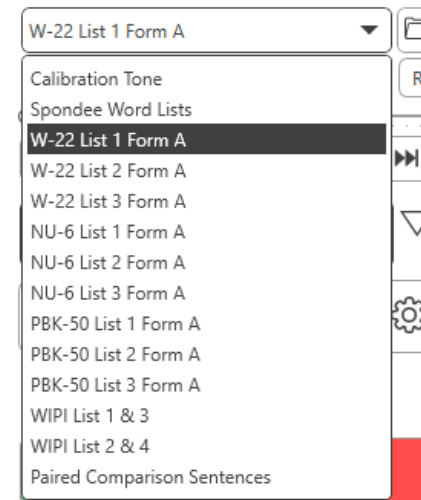 W-22 List 1 Form A
Calibration Tone
Spondee Word Lists
W-22 List 1 Form A
W-22 List 2 Form A
W-22 List 3 Form A
NU-6 List 1 Form A
NU-6 List 2 Form A
NU-6 List 3 Form A
PBK-50 List 1 Form A
PBK-50 List 2 Form A
PBK-50 List 3 Form A
WIPI List 1 & 3
WIPI List 2 & 4
Paired Comparison Sentences